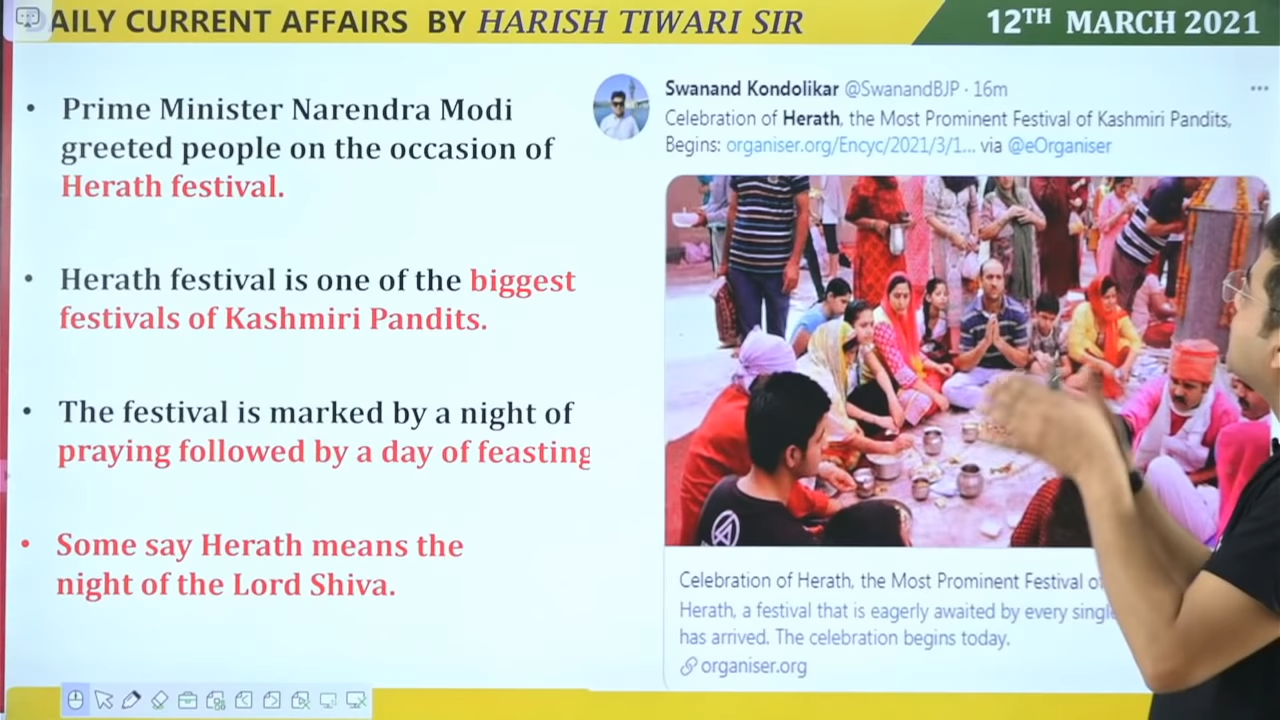 AILY CURRENT AFFAIRS BY HARISH TIWARI SIR
12TH MARCH 2021
• Prime Minister Narendra Modi
greeted people on the occasion of
Herath festival.
• Herath festival is one of the biggest
festivals of Kashmiri Pandits.
• The festival is marked by a night of
praying followed by a day of feasting
• Some say Herath means the
night of the Lord Shiva.
Swanand Kondolikar @SwanandBJP · 16m
Celebration of Herath, the Most Prominent Festival of Kashmiri Pandits,
Begins: organiser.org/Encyc/2021/3/1... via @eOrganiser
Celebration of Herath, the Most Prominent Festival
Herath, a festival that is eagerly awaited by every
has arrived. The celebration begins today.
organiser.org